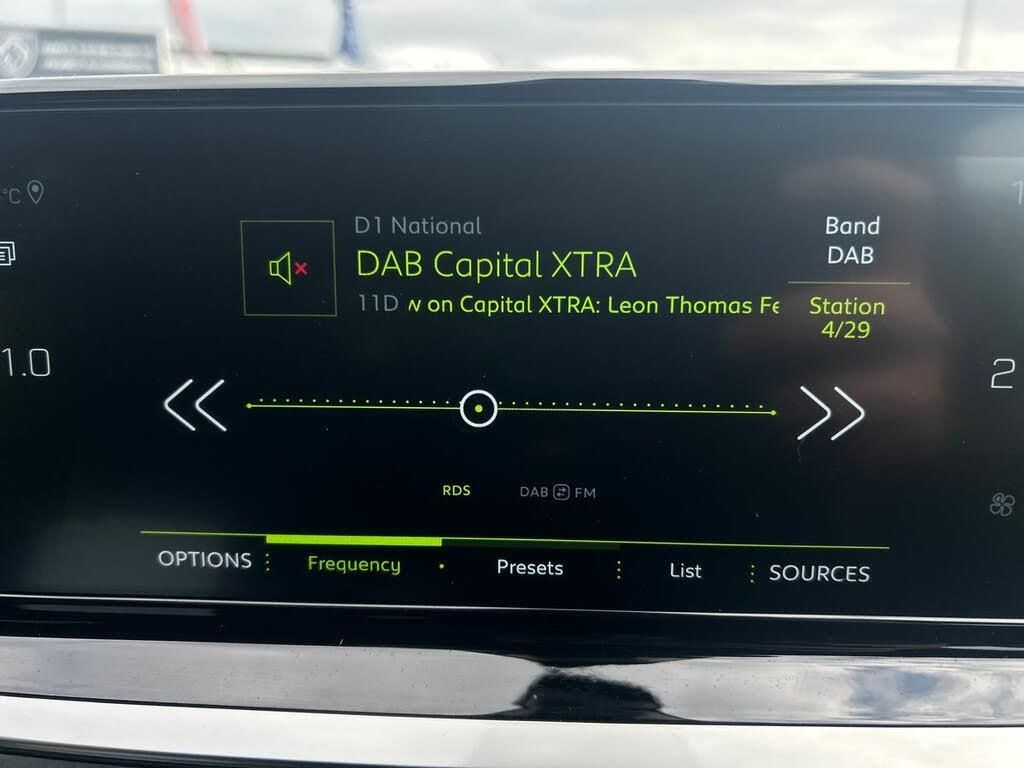 °C
D1 National
DAB Capital XTRA
11D w on Capital XTRA: Leon Thomas Fe
Band
DAB
Station
4/29
1.0
2
RDS
DAB FM
OPTIONS
Frequency
Presets
List
SOURCES